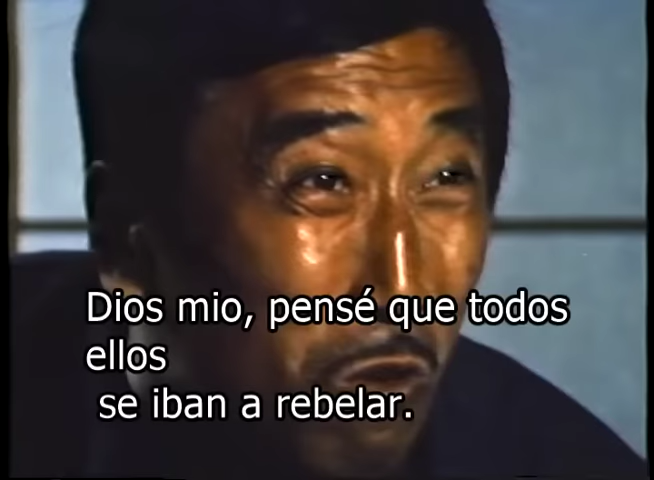 Dios mio, pensé que todos
ellos
se iban a rebelar.